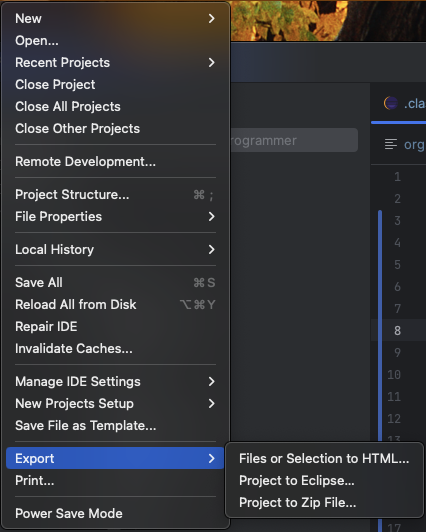 New
Open...
Recent Projects
Close Project
Close All Projects
Close Other Projects
Remote Development...
Project Structure... ⌘ ;
File Properties
Local History
Save All ⌘S
Reload All from Disk ⌥⌘Y
Repair IDE
Invalidate Caches...
Manage IDE Settings
New Projects Setup
Save File as Template...
Export
Print...
Power Save Mode
Files or Selection to HTML...
Project to Eclipse...
Project to Zip File...
rogrammer
.cla
org
1
2
3
4
5
6
7
8
9
10
11
12
13
17